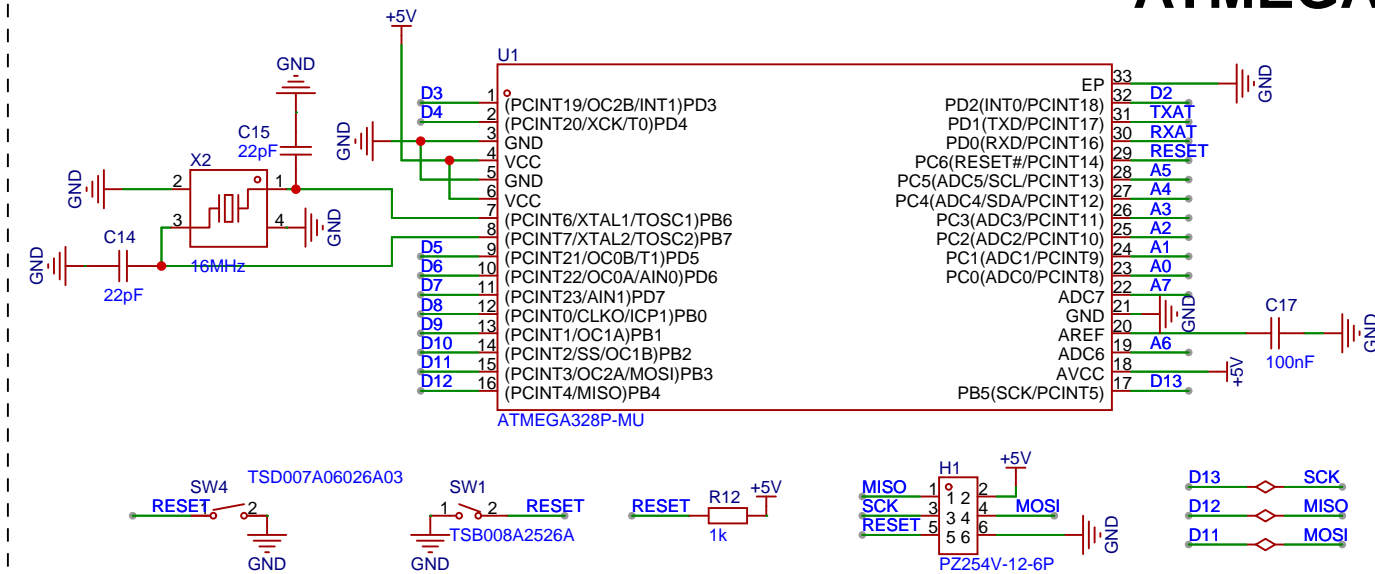 ATMEGA
+5V
U1
GND
C15
22pF
GND
X2
GND
2
1
3
4
GND
16MHz
GND
C14
22pF
D3 1 (PCINT19/OC2B/INT1)PD3
D4 2 (PCINT20/XCK/T0)PD4
3 GND
4 VCC
5 GND
6 VCC
7 (PCINT6/XTAL1/TOSC1)PB6
8 (PCINT7/XTAL2/TOSC2)PB7
D5 9 (PCINT21/OC0B/T1)PD5
D6 10 (PCINT22/OC0A/AIN0)PD6
D7 11 (PCINT23/AIN1)PD7
D8 12 (PCINT0/CLKO/ICP1)PB0
D9 13 (PCINT1/OC1A)PB1
D10 14 (PCINT2/SS/OC1B)PB2
D11 15 (PCINT3/OC2A/MOSI)PB3
D12 16 (PCINT4/MISO)PB4
EP 33
GND
PD2(INT0/PCINT18) 32 D2
PD1(TXD/PCINT17) 31 TXAT
PD0(RXD/PCINT16) 30 RXAT
PC6(RESET#/PCINT14) 29 RESET
PC5(ADC5/SCL/PCINT13) 28 A5
PC4(ADC4/SDA/PCINT12) 27 A4
PC3(ADC3/PCINT11) 26 A3
PC2(ADC2/PCINT10) 25 A2
PC1(ADC1/PCINT9) 24 A1
PC0(ADC0/PCINT8) 23 A0
ADC7 22 A7
GND 21 GND
AREF 20
ADC6 19 A6
AVCC 18 +5V
PB5(SCK/PCINT5) 17 D13
C17
100nF
GND
ATMEGA328P-MU
TSD007A06026A03
SW4
RESET 1 2
GND
SW1
1 2 RESET
TSB008A2526A
GND
RESET R12 +5V
1k
H1
+5V
MISO 1 1 2 2
SCK 3 3 4 4 MOSI
RESET 5 5 6 6 GND
PZ254V-12-6P
D13 SCK
D12 MISO
D11 MOSI